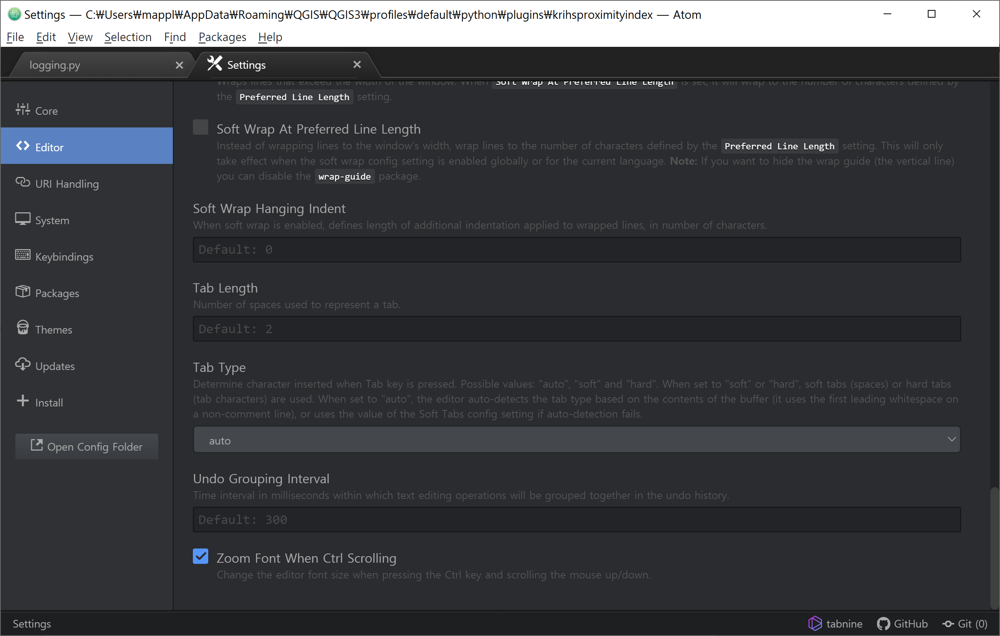 Settings — C:₩Users₩mappl₩AppData₩Roaming₩QGIS₩QGIS3₩profiles₩default₩python₩plugins₩krihsproximityindex — Atom
File Edit View Selection Find Packages Help
logging.py
Settings
Core
Editor
URI Handling
System
Keybindings
Packages
Themes
Updates
Install
Open Config Folder
Wraps lines that exceed the width of the window. When Soft Wrap At Preferred Line Length is set, it will wrap to the number of characters defined by
the Preferred Line Length setting.
Soft Wrap At Preferred Line Length
Instead of wrapping lines to the window's width, wrap lines to the number of characters defined by the Preferred Line Length setting. This will only
take effect when the soft wrap config setting is enabled globally or for the current language. Note: If you want to hide the wrap guide (the vertical line)
you can disable the wrap-guide package.
Soft Wrap Hanging Indent
When soft wrap is enabled, defines length of additional indentation applied to wrapped lines, in number of characters.
Default: 0
Tab Length
Number of spaces used to represent a tab.
Default: 2
Tab Type
Determine character inserted when Tab key is pressed. Possible values: "auto", "soft" and "hard". When set to "soft" or "hard", soft tabs (spaces) or hard tabs
(tab characters) are used. When set to "auto", the editor auto-detects the tab type based on the contents of the buffer (it uses the first leading whitespace on
a non-comment line), or uses the value of the Soft Tabs config setting if auto-detection fails.
auto
Undo Grouping Interval
Time interval in milliseconds within which text editing operations will be grouped together in the undo history.
Default: 300
Zoom Font When Ctrl Scrolling
Change the editor font size when pressing the Ctrl key and scrolling the mouse up/down.
Settings
tabnine
GitHub
Git (0)